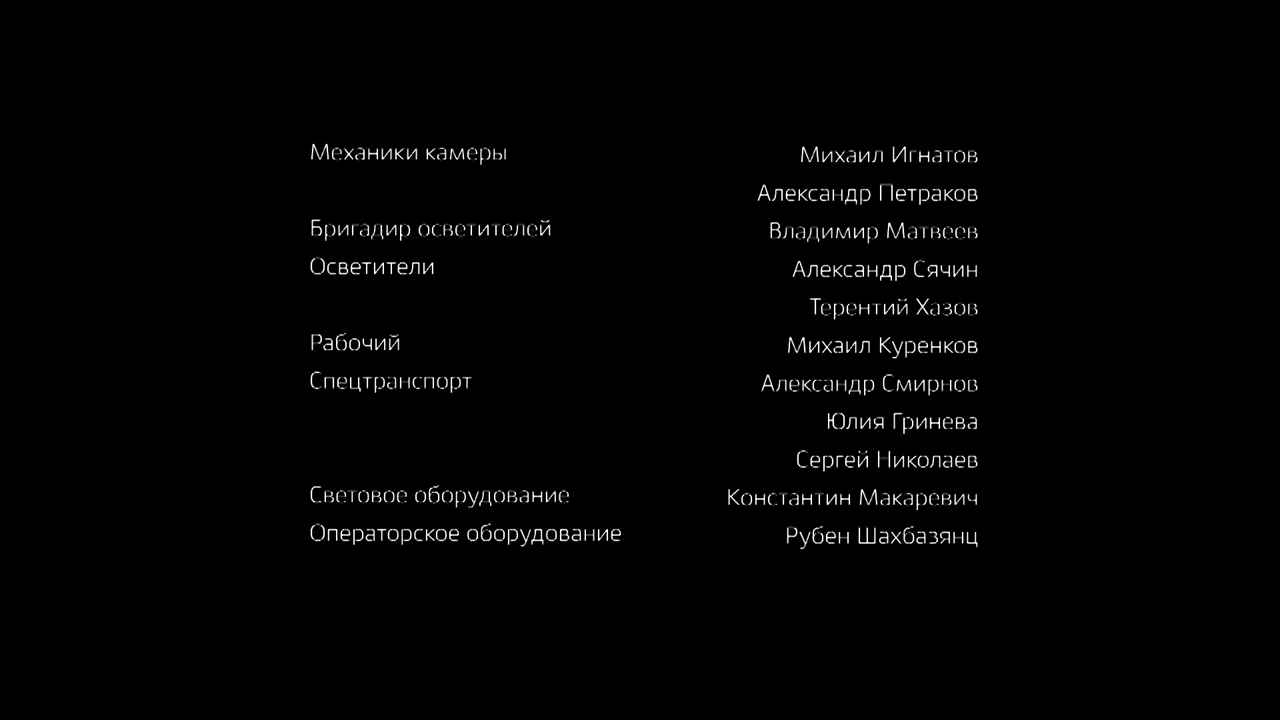 Механики камеры Михаил Игнатов
Александр Петраков
Бригадир осветителей Владимир Матвеев
Осветители Александр Сячин
Терентий Хазов
Рабочий Михаил Куренков
Спецтранспорт Александр Смирнов
Юлия Гринева
Сергей Николаев
Световое оборудование Константин Макаревич
Операторское оборудование Рубен Шахбазянц